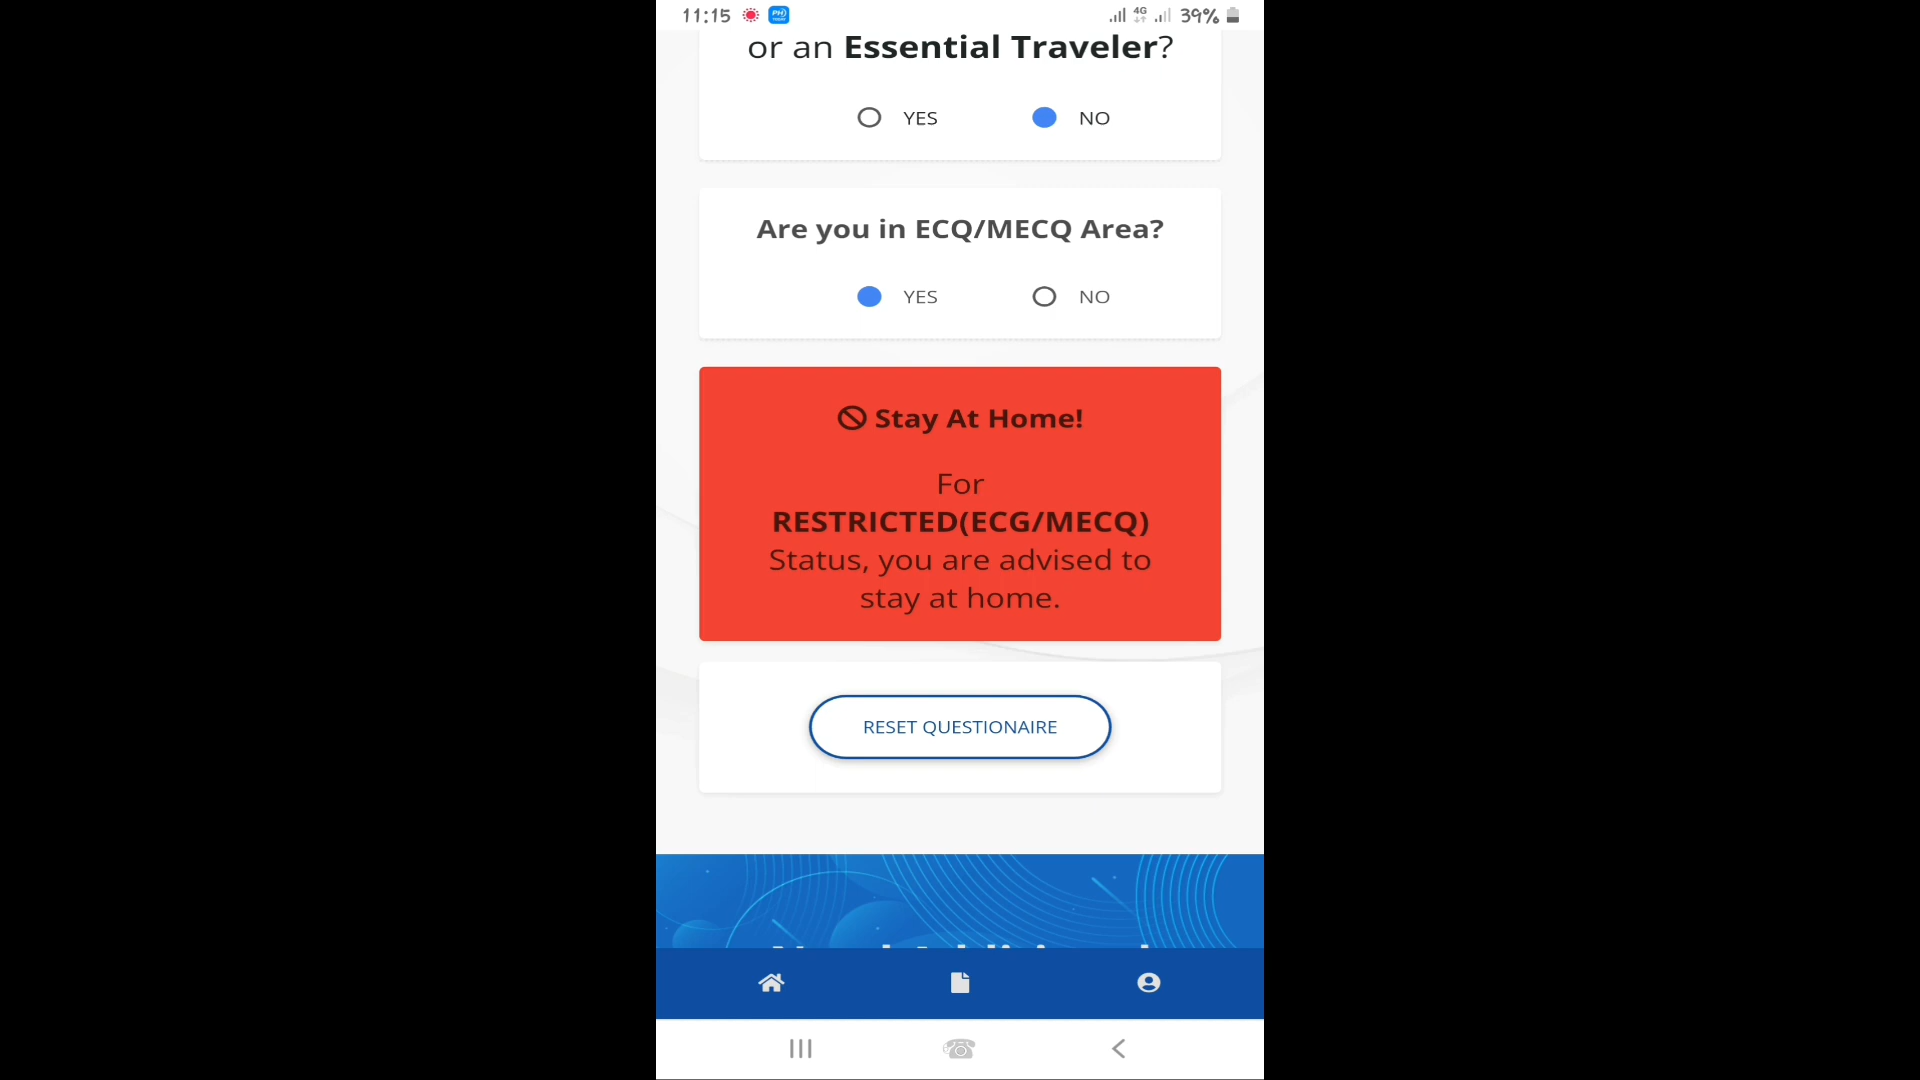 11:15 4G 39%
or an Essential Traveler?
YES NO
Are you in ECQ/MECQ Area?
YES NO
Stay At Home!
For
RESTRICTED(ECG/MECQ)
Status, you are advised to
stay at home.
RESET QUESTIONAIRE